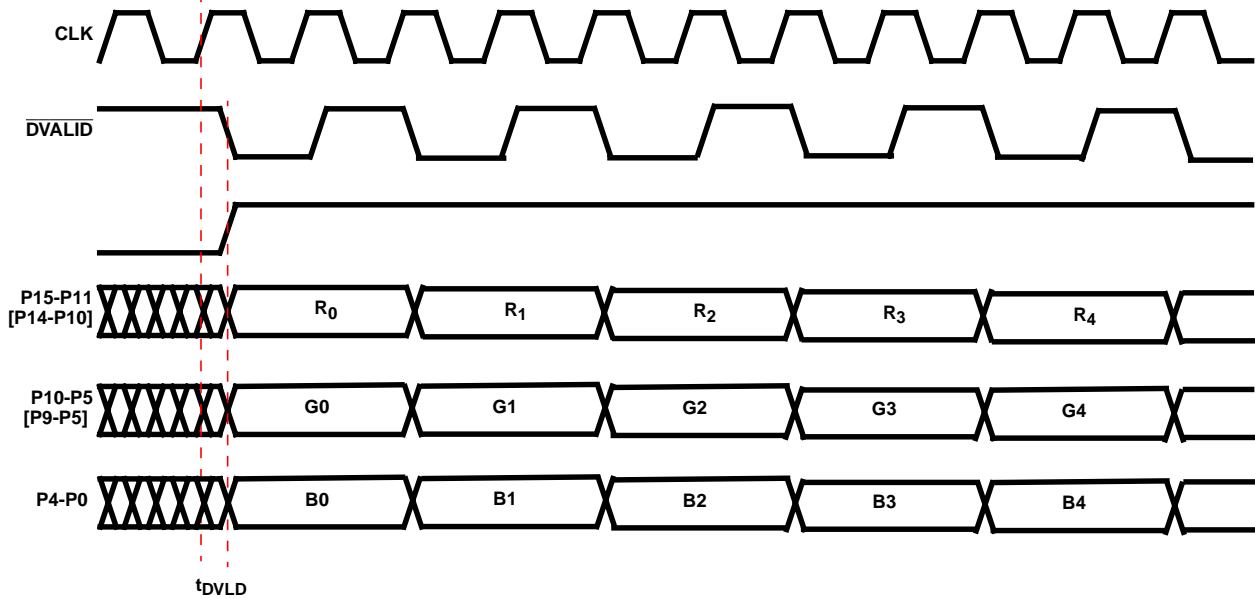 CLK
DVALID
P15-P11
[P14-P10]
R0
R1
R2
R3
R4
P10-P5
[P9-P5]
G0
G1
G2
G3
G4
P4-P0
B0
B1
B2
B3
B4
tDVLD